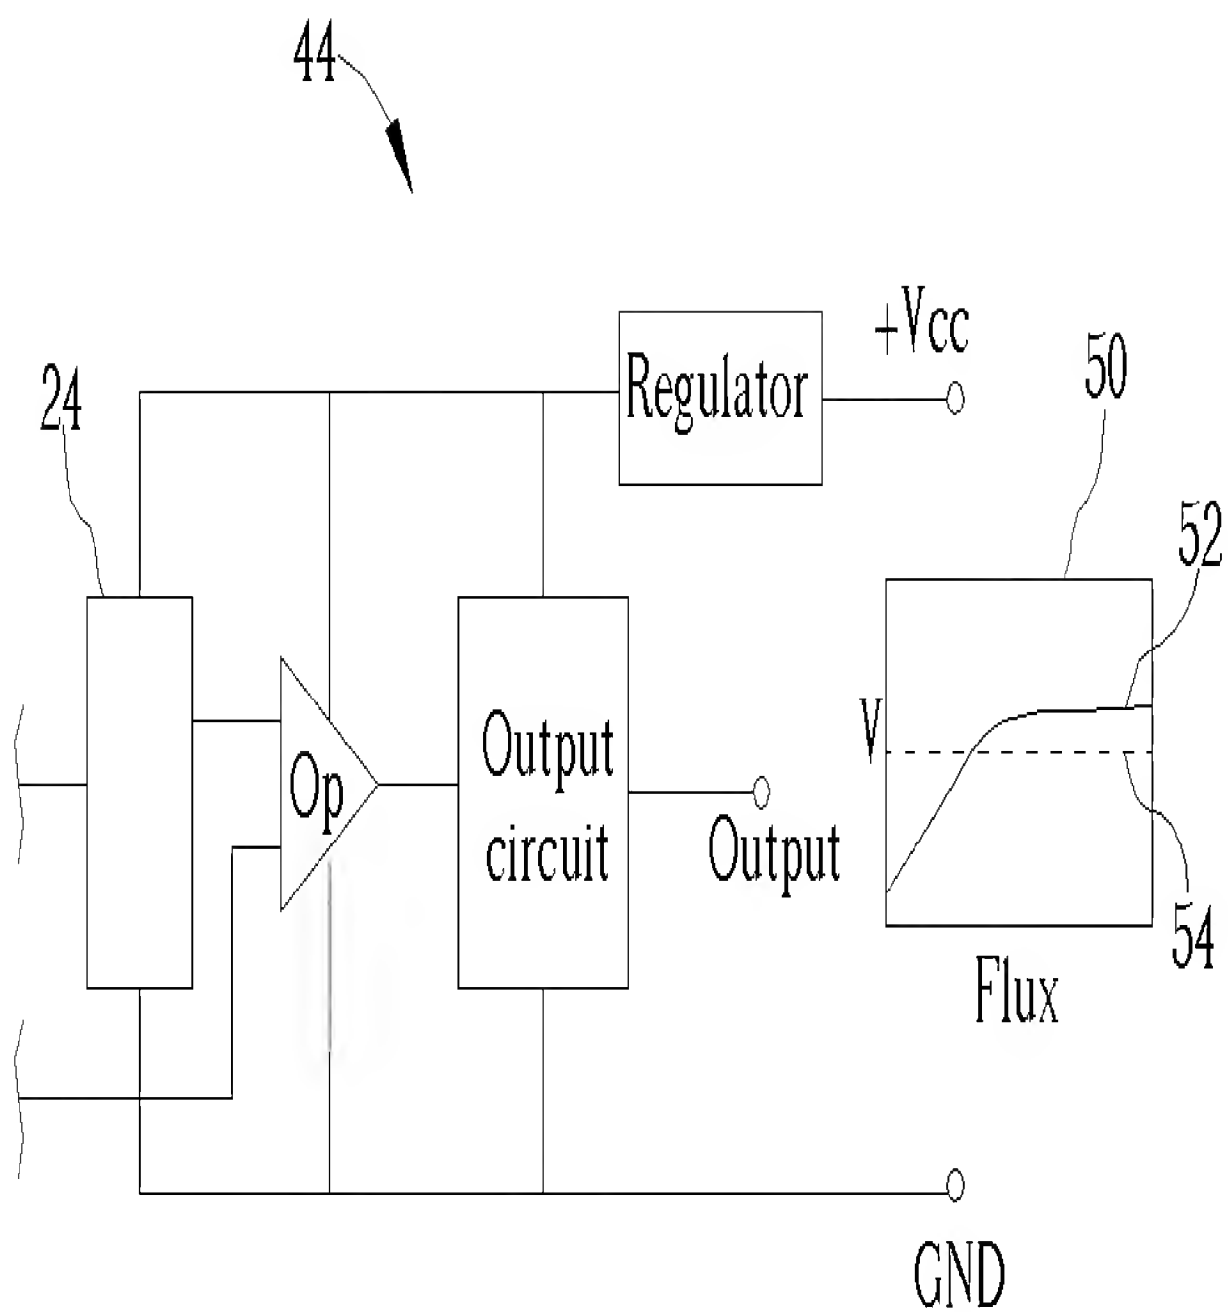 44
+Vcc
Regulator
50
24
52
V
Output
circuit
Op
Output
54
Flux
GND